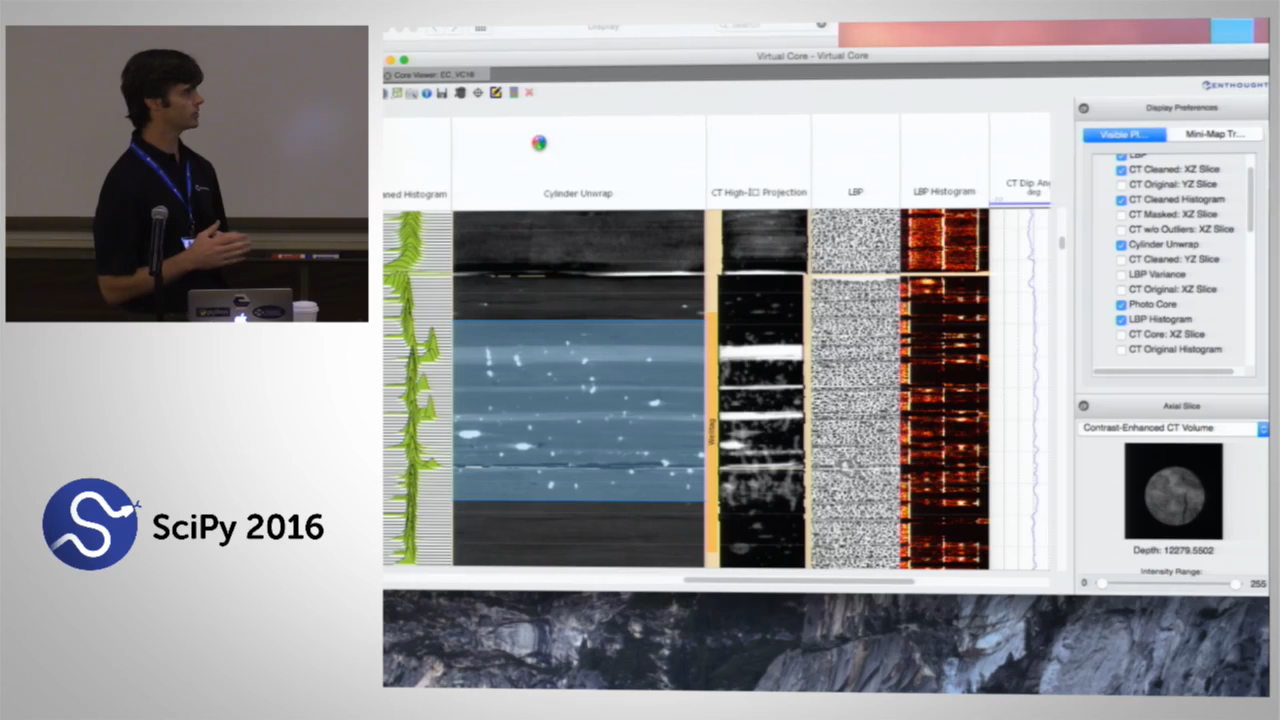 Virtual Core - Virtual Core
Core Viewer: EC_VC18
ENTHOUGHT
Display Preferences
Visible Pl...
Mini-Map Tr...
LBP
CT Cleaned: XZ Slice
CT Original: YZ Slice
CT Cleaned Histogram
CT Masked: XZ Slice
CT w/o Outliers: XZ Slice
Cylinder Unwrap
CT Cleaned: YZ Slice
LBP Variance
CT Original: XZ Slice
Photo Core
LBP Histogram
CT Core: XZ Slice
CT Original Histogram
Histogram
Cylinder Unwrap
CT Projection
LBP
LBP Histogram
CT Dip
deg
Axial Slice
Contrast-Enhanced CT Volume
Depth: 12279.5502
Intensity Range:
0
255
SciPy 2016